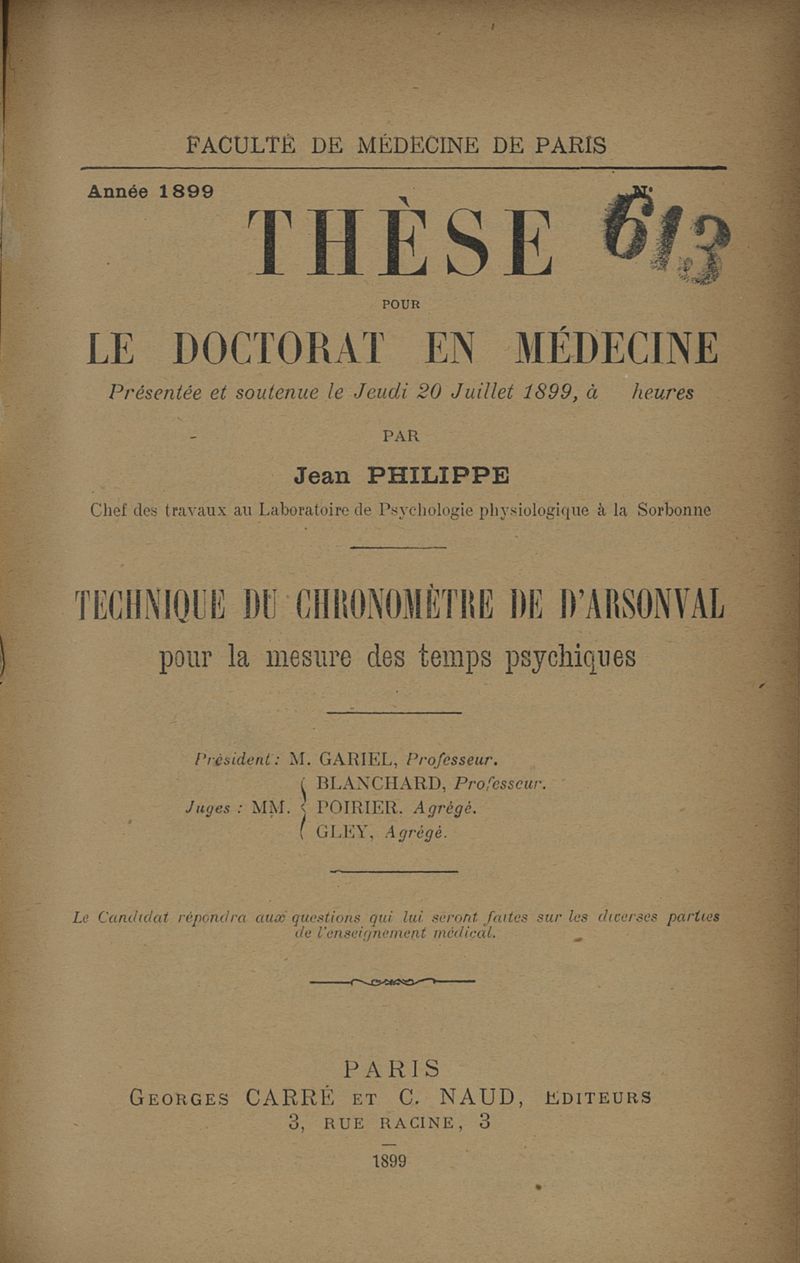 FACULTÉ DE MÉDECINE DE PARIS
Année 1899
N°
THÈSE 613
POUR
LE DOCTORAT EN MÉDECINE
Présentée et soutenue le Jeudi 20 Juillet 1899, à heures
PAR
Jean PHILIPPE
Chef des travaux au Laboratoire de Psychologie physiologique à la Sorbonne
TECHNIQUE DU CHRONOMÈTRE DE D'ARSONVAL
pour la mesure des temps psychiques
Président : M. GARIEL, Professeur.
BLANCHARD, Professeur.
Juges : MM. POIRIER. Agrégé.
GLEY, Agrégé.
Le Candidat répondra aux questions qui lui seront faites sur les diverses parties
de l'enseignement médical.
PARIS
GEORGES CARRÉ ET C. NAUD, ÉDITEURS
3, RUE RACINE, 3
1899